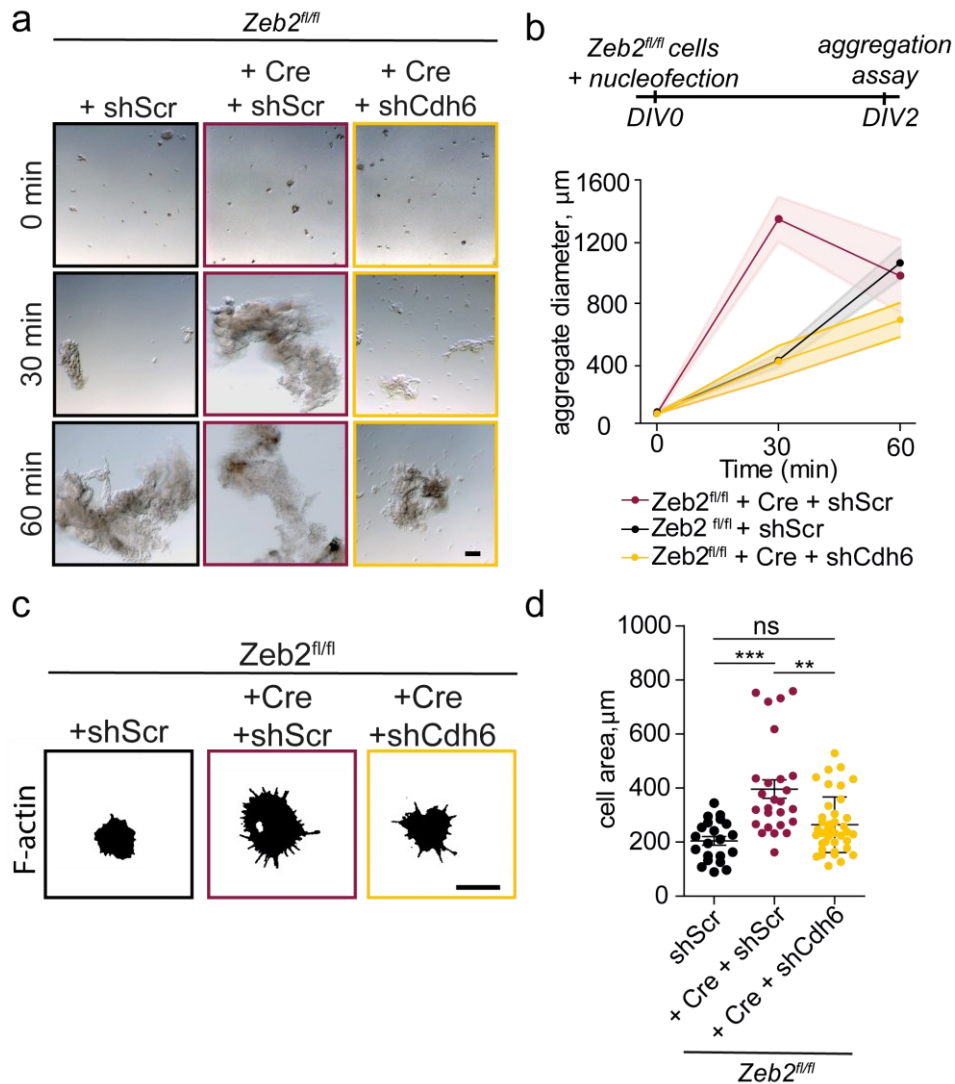 a
Zeb2fl/fl
+ shScr
+ Cre
+ shScr
+ Cre
+ shCdh6
0 min
30 min
60 min
b
Zeb2fl/fl cells
+ nucleofection
aggregation
assay
DIV0
DIV2
aggregate diameter, µm
1600
1200
800
400
0
0
30
60
Time (min)
Zeb2fl/fl + Cre + shScr
Zeb2 fl/fl + shScr
Zeb2fl/fl + Cre + shCdh6
c
Zeb2fl/fl
+shScr
+Cre
+shScr
+Cre
+shCdh6
F-actin
d
cell area,µm
1000
800
600
400
200
0
ns
***
**
shScr
+ Cre + shScr
+ Cre + shCdh6
Zeb2fl/fl